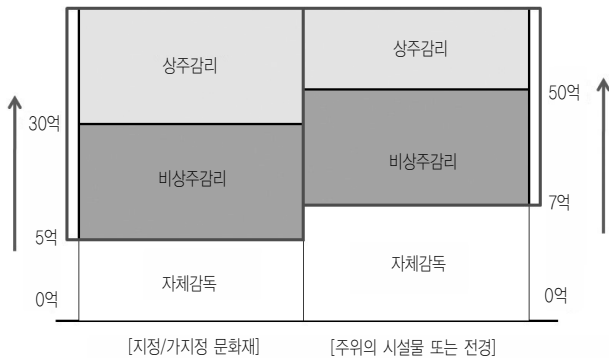 상주감리
상주감리
50억
30억
비상주감리
비상주감리
7억
5억
자체감독
자체감독
0억
0억
[지정/가지정 문화재]
[주위의 시설물 또는 전경]